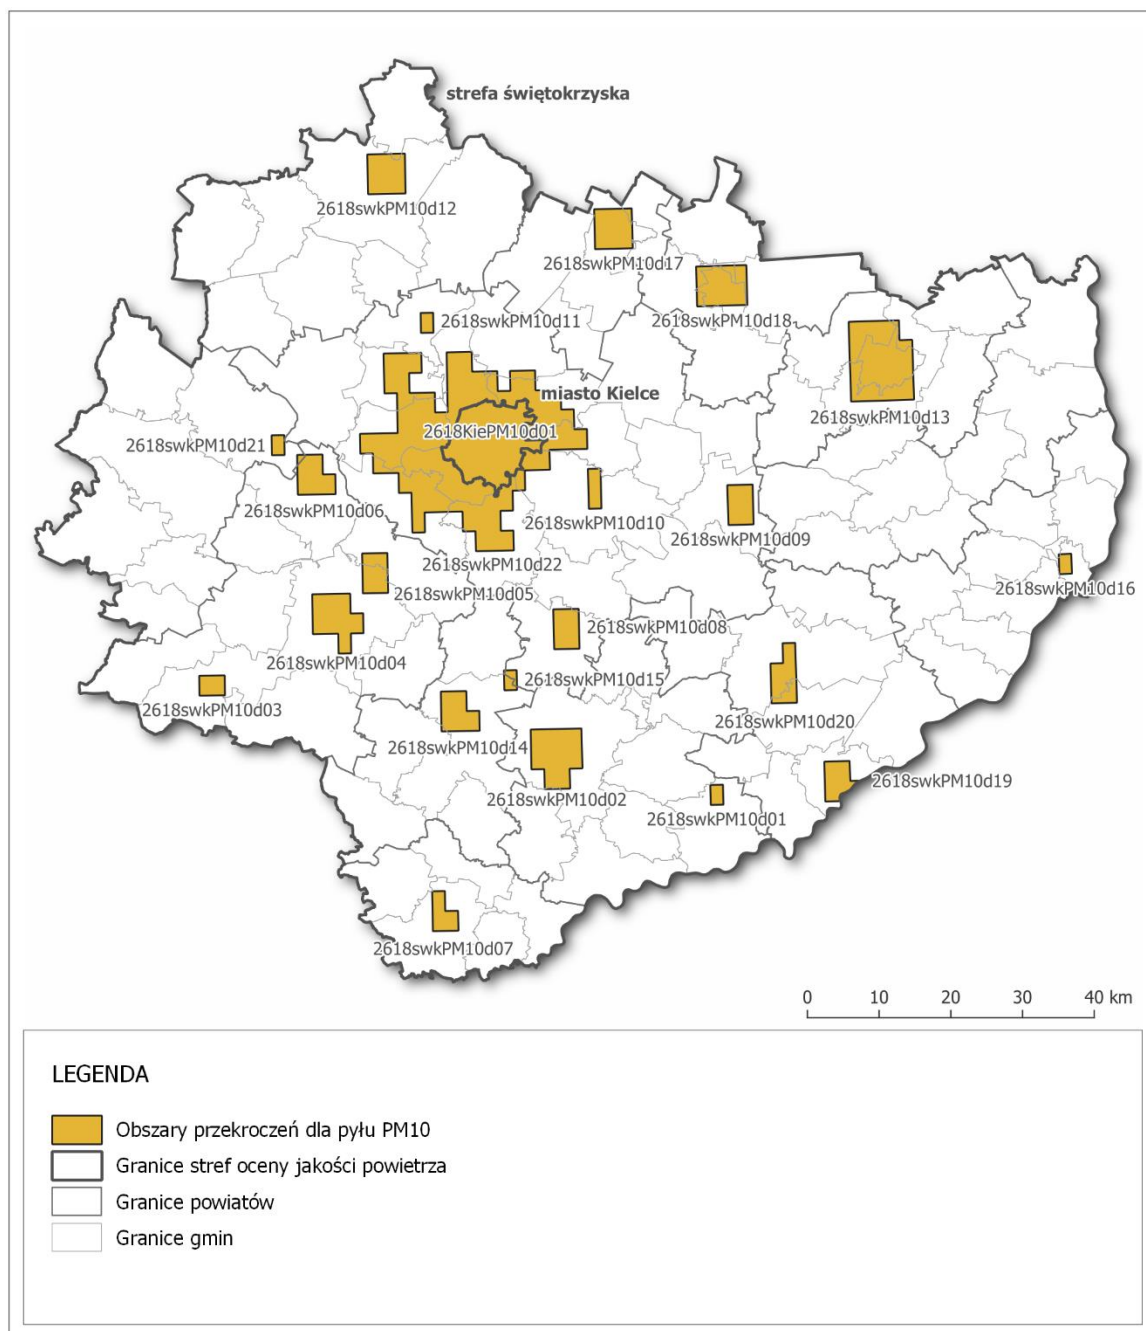 strefa świętokrzyska
2618swkPM10d12
2618swkPM10d17
2618swkPM10d11
2618swkPM10d18
miasto Kielce
2618swkPM10d13
2618KiePM10d01
2618swkPM10d21
2618swkPM10d06
2618swkPM10d10
2618swkPM10d09
2618swkPM10d22
2618swkPM10d05
2618swkPM10d16
2618swkPM10d08
2618swkPM10d04
2618swkPM10d15
2618swkPM10d03
2618swkPM10d20
2618swkPM10d14
2618swkPM10d19
2618swkPM10d02
2618swkPM10d01
2618swkPM10d07
0 10 20 30 40 km
LEGENDA
Obszary przekroczeń dla pyłu PM10
Granice stref oceny jakości powietrza
Granice powiatów
Granice gmin